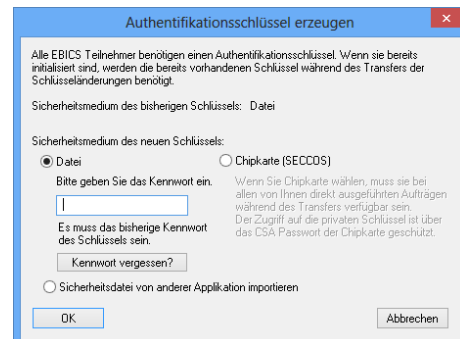 Authentifikationsschlüssel erzeugen
Alle EBICS Teilnehmer benötigen einen Authentifikationsschlüssel. Wenn sie bereits
initialisiert sind, werden die bereits vorhandenen Schlüssel während des Transfers der
Schlüsseländerungen benötigt.
Sicherheitsmedium des bisherigen Schlüssels: Datei
Sicherheitsmedium des neuen Schlüssels:
Datei
Bitte geben Sie das Kennwort ein.
Es muss das bisherige Kennwort
des Schlüssels sein.
Kennwort vergessen?
Chipkarte (SECCOS)
Wenn Sie Chipkarte wählen, muss sie bei
allen von Ihnen direkt ausgeführten Aufträgen
während des Transfers verfügbar sein.
Der Zugriff auf die privaten Schlüssel ist über
das CSA Passwort der Chipkarte geschützt.
Sicherheitsdatei von anderer Applikation importieren
OK
Abbrechen